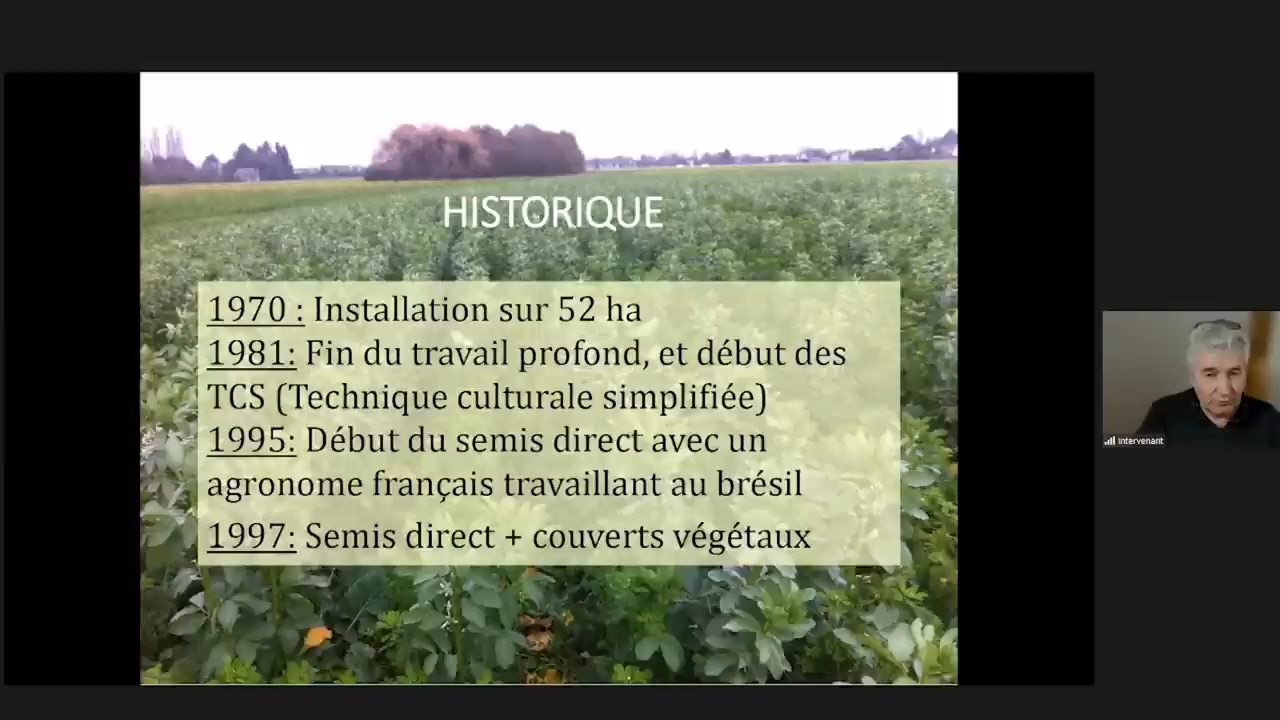 HISTORIQUE
1970 : Installation sur 52 ha
1981: Fin du travail profond, et début des
TCS (Technique culturale simplifiée)
1995: Début du semis direct avec un
agronome français travaillant au brésil
1997: Semis direct + couverts végétaux
Intervenant